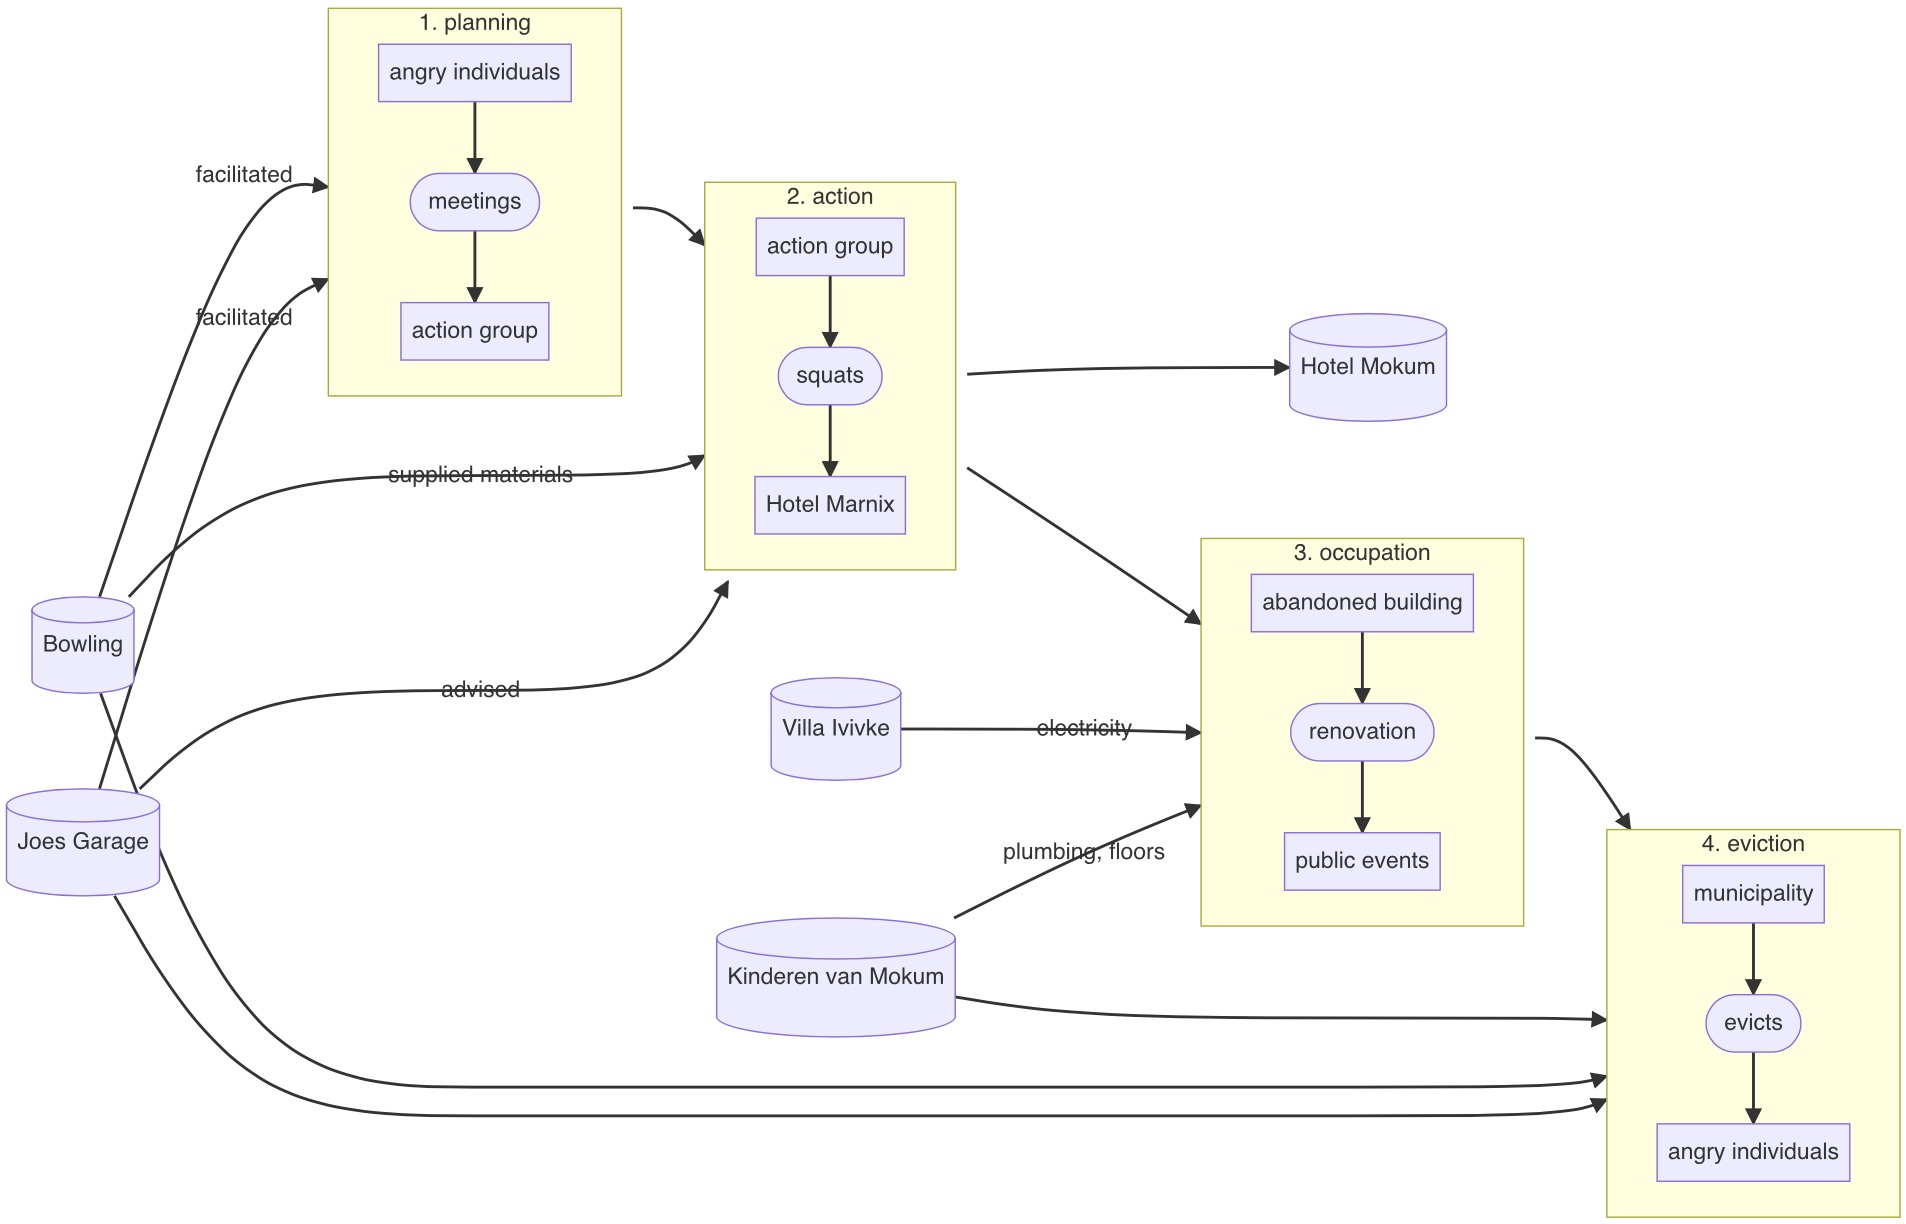 1. planning
angry individuals
meetings
action group
facilitated
facilitated
2. action
action group
squats
Hotel Marnix
supplied materials
advised
Hotel Mokum
Bowling
Joes Garage
3. occupation
abandoned building
renovation
public events
Villa Ivivke
electricity
plumbing, floors
Kinderen van Mokum
4. eviction
municipality
evicts
angry individuals